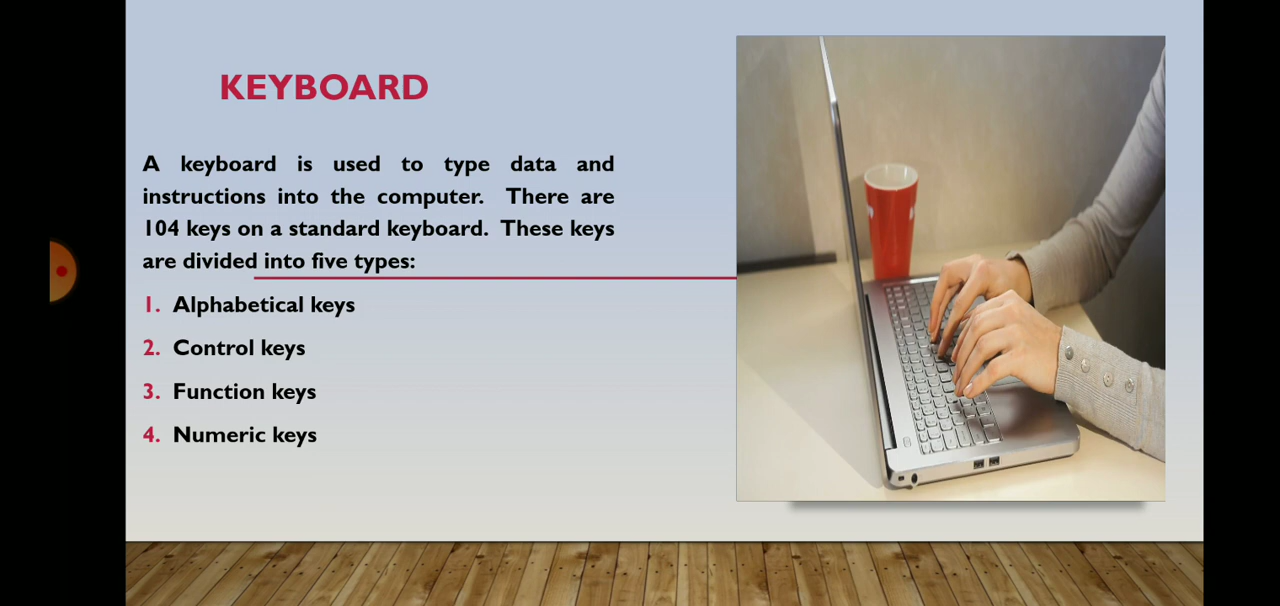 KEYBOARD
A keyboard is used to type data and
instructions into the computer. There are
104 keys on a standard keyboard. These keys
are divided into five types:
1. Alphabetical keys
2. Control keys
3. Function keys
4. Numeric keys